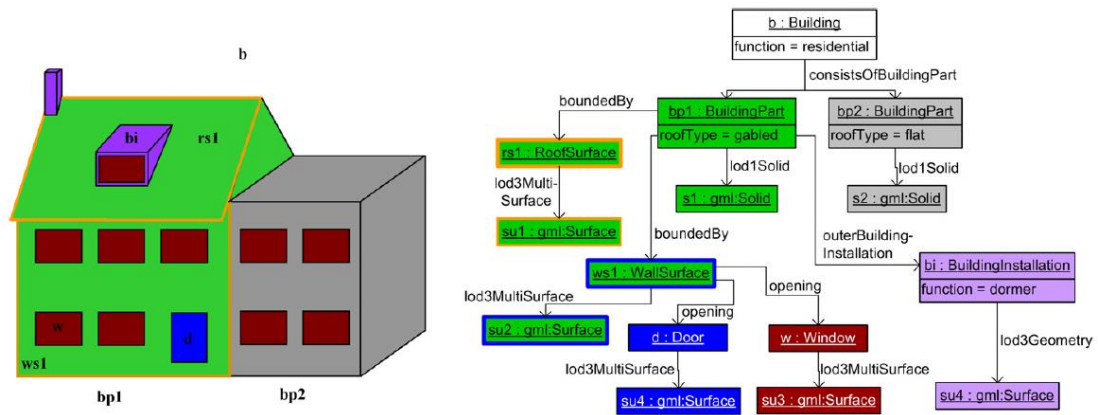 b
bi
rs1
w
d
ws1
bp1
bp2
b : Building
function = residential
consistsOfBuildingPart
boundedBy
bp1 : BuildingPart
roofType = gabled
bp2 : BuildingPart
roofType = flat
rs1 : RoofSurface
lod1Solid
lod1Solid
lod3Multi-
Surface
s1 : gml:Solid
s2 : gml:Solid
su1 : gml:Surface
boundedBy
outerBuilding-
Installation
ws1 : WallSurface
bi : BuildingInstallation
function = dormer
lod3MultiSurface
opening
opening
su2 : gml:Surface
d : Door
w : Window
lod3Geometry
lod3MultiSurface
lod3MultiSurface
su4 : gml:Surface
su3 : gml:Surface
su4 : gml:Surface